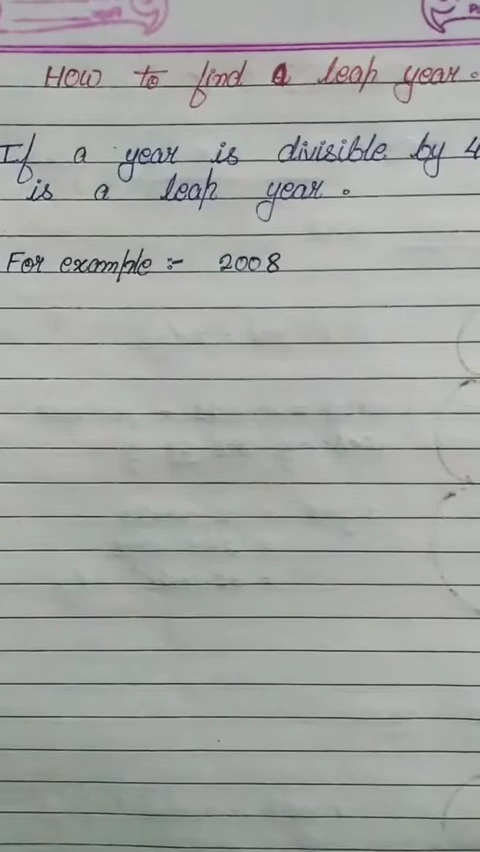 How to find a leap year.
If a year is divisible by 4
is a leap year.
For example :- 2008